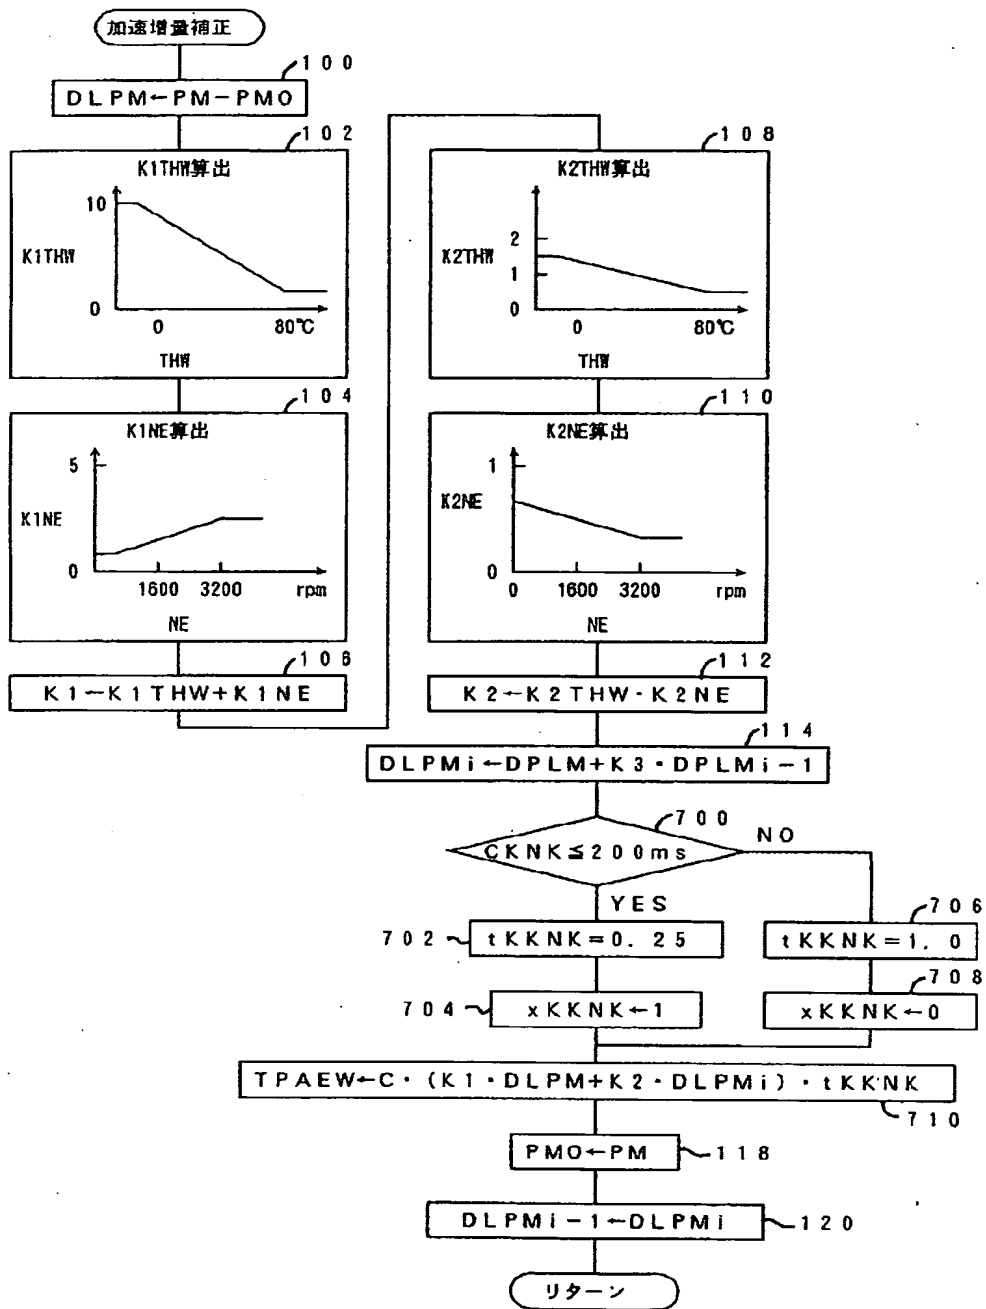 加速増量補正
100
DLPM←PM-PM0
102
K1THW算出
10
K1THW
0
0 80℃
THW
104
K1NE算出
5
K1NE
0
1600 3200 rpm
NE
106
K1←K1THW+K1NE
108
K2THW算出
2
K2THW
1
0
0 80℃
THW
110
K2NE算出
1
K2NE
0
0 1600 3200 rpm
NE
112
K2←K2THW・K2NE
114
DLPMi←DPLM+K3・DPLMi-1
700
CKNK≦200ms
NO
YES
702
tKKNK=0.25
706
tKKNK=1.0
704
xKKNK←1
708
xKKNK←0
TPAEW←C・(K1・DLPM+K2・DLPMi)・tKKNK
710
PM0←PM
118
DLPMi-1←DLPMi
120
リターン